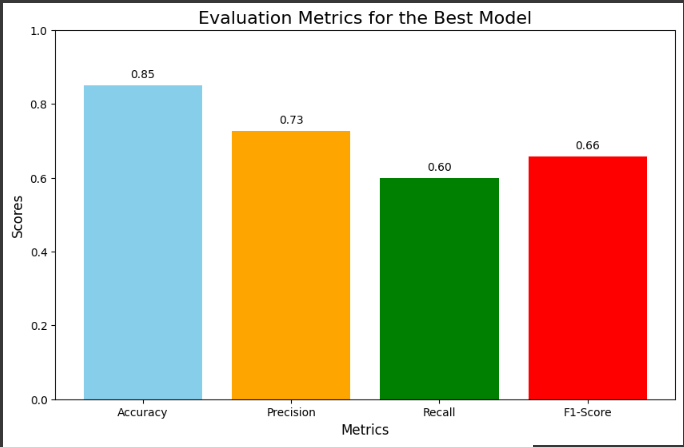 Evaluation Metrics for the Best Model
1.0
0.8
0.6
0.4
0.2
0.0
Scores
0.85
0.73
0.60
0.66
Accuracy Precision Recall F1-Score
Metrics